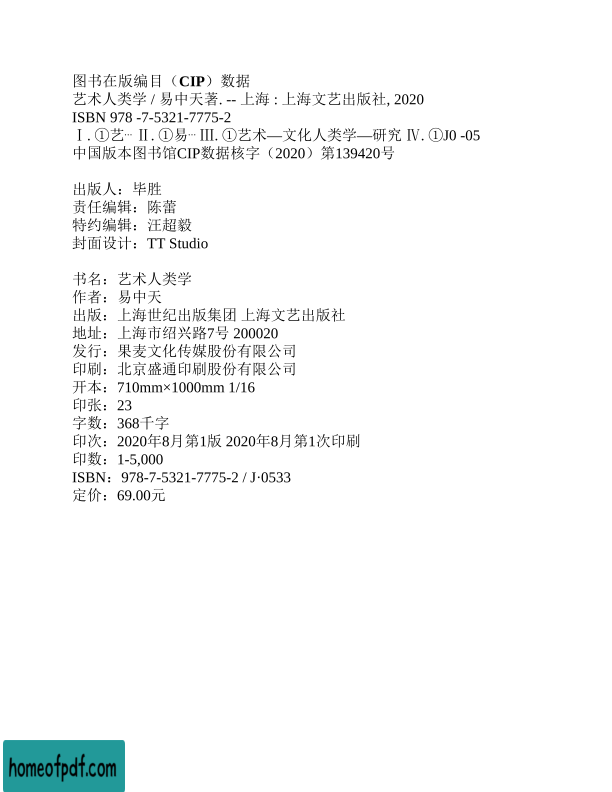 图书在版编目（CIP）数据
艺术人类学 / 易中天著. -- 上海 : 上海文艺出版社, 2020
ISBN 978 -7-5321-7775-2
Ⅰ. ①艺… Ⅱ. ①易… Ⅲ. ①艺术—文化人类学—研究 Ⅳ. ①J0 -05
中国版本图书馆CIP数据核字（2020）第139420号
出版人：毕胜
责任编辑：陈蕾
特约编辑：汪超毅
封面设计：TT Studio
书名：艺术人类学
作者：易中天
出版：上海世纪出版集团 上海文艺出版社
地址：上海市绍兴路7号 200020
发行：果麦文化传媒股份有限公司
印刷：北京盛通印刷股份有限公司
开本：710mm×1000mm 1/16
印张：23
字数：368千字
印次：2020年8月第1版 2020年8月第1次印刷
印数：1-5,000
ISBN：978-7-5321-7775-2 / J·0533
定价：69.00元
homeofpdf.com